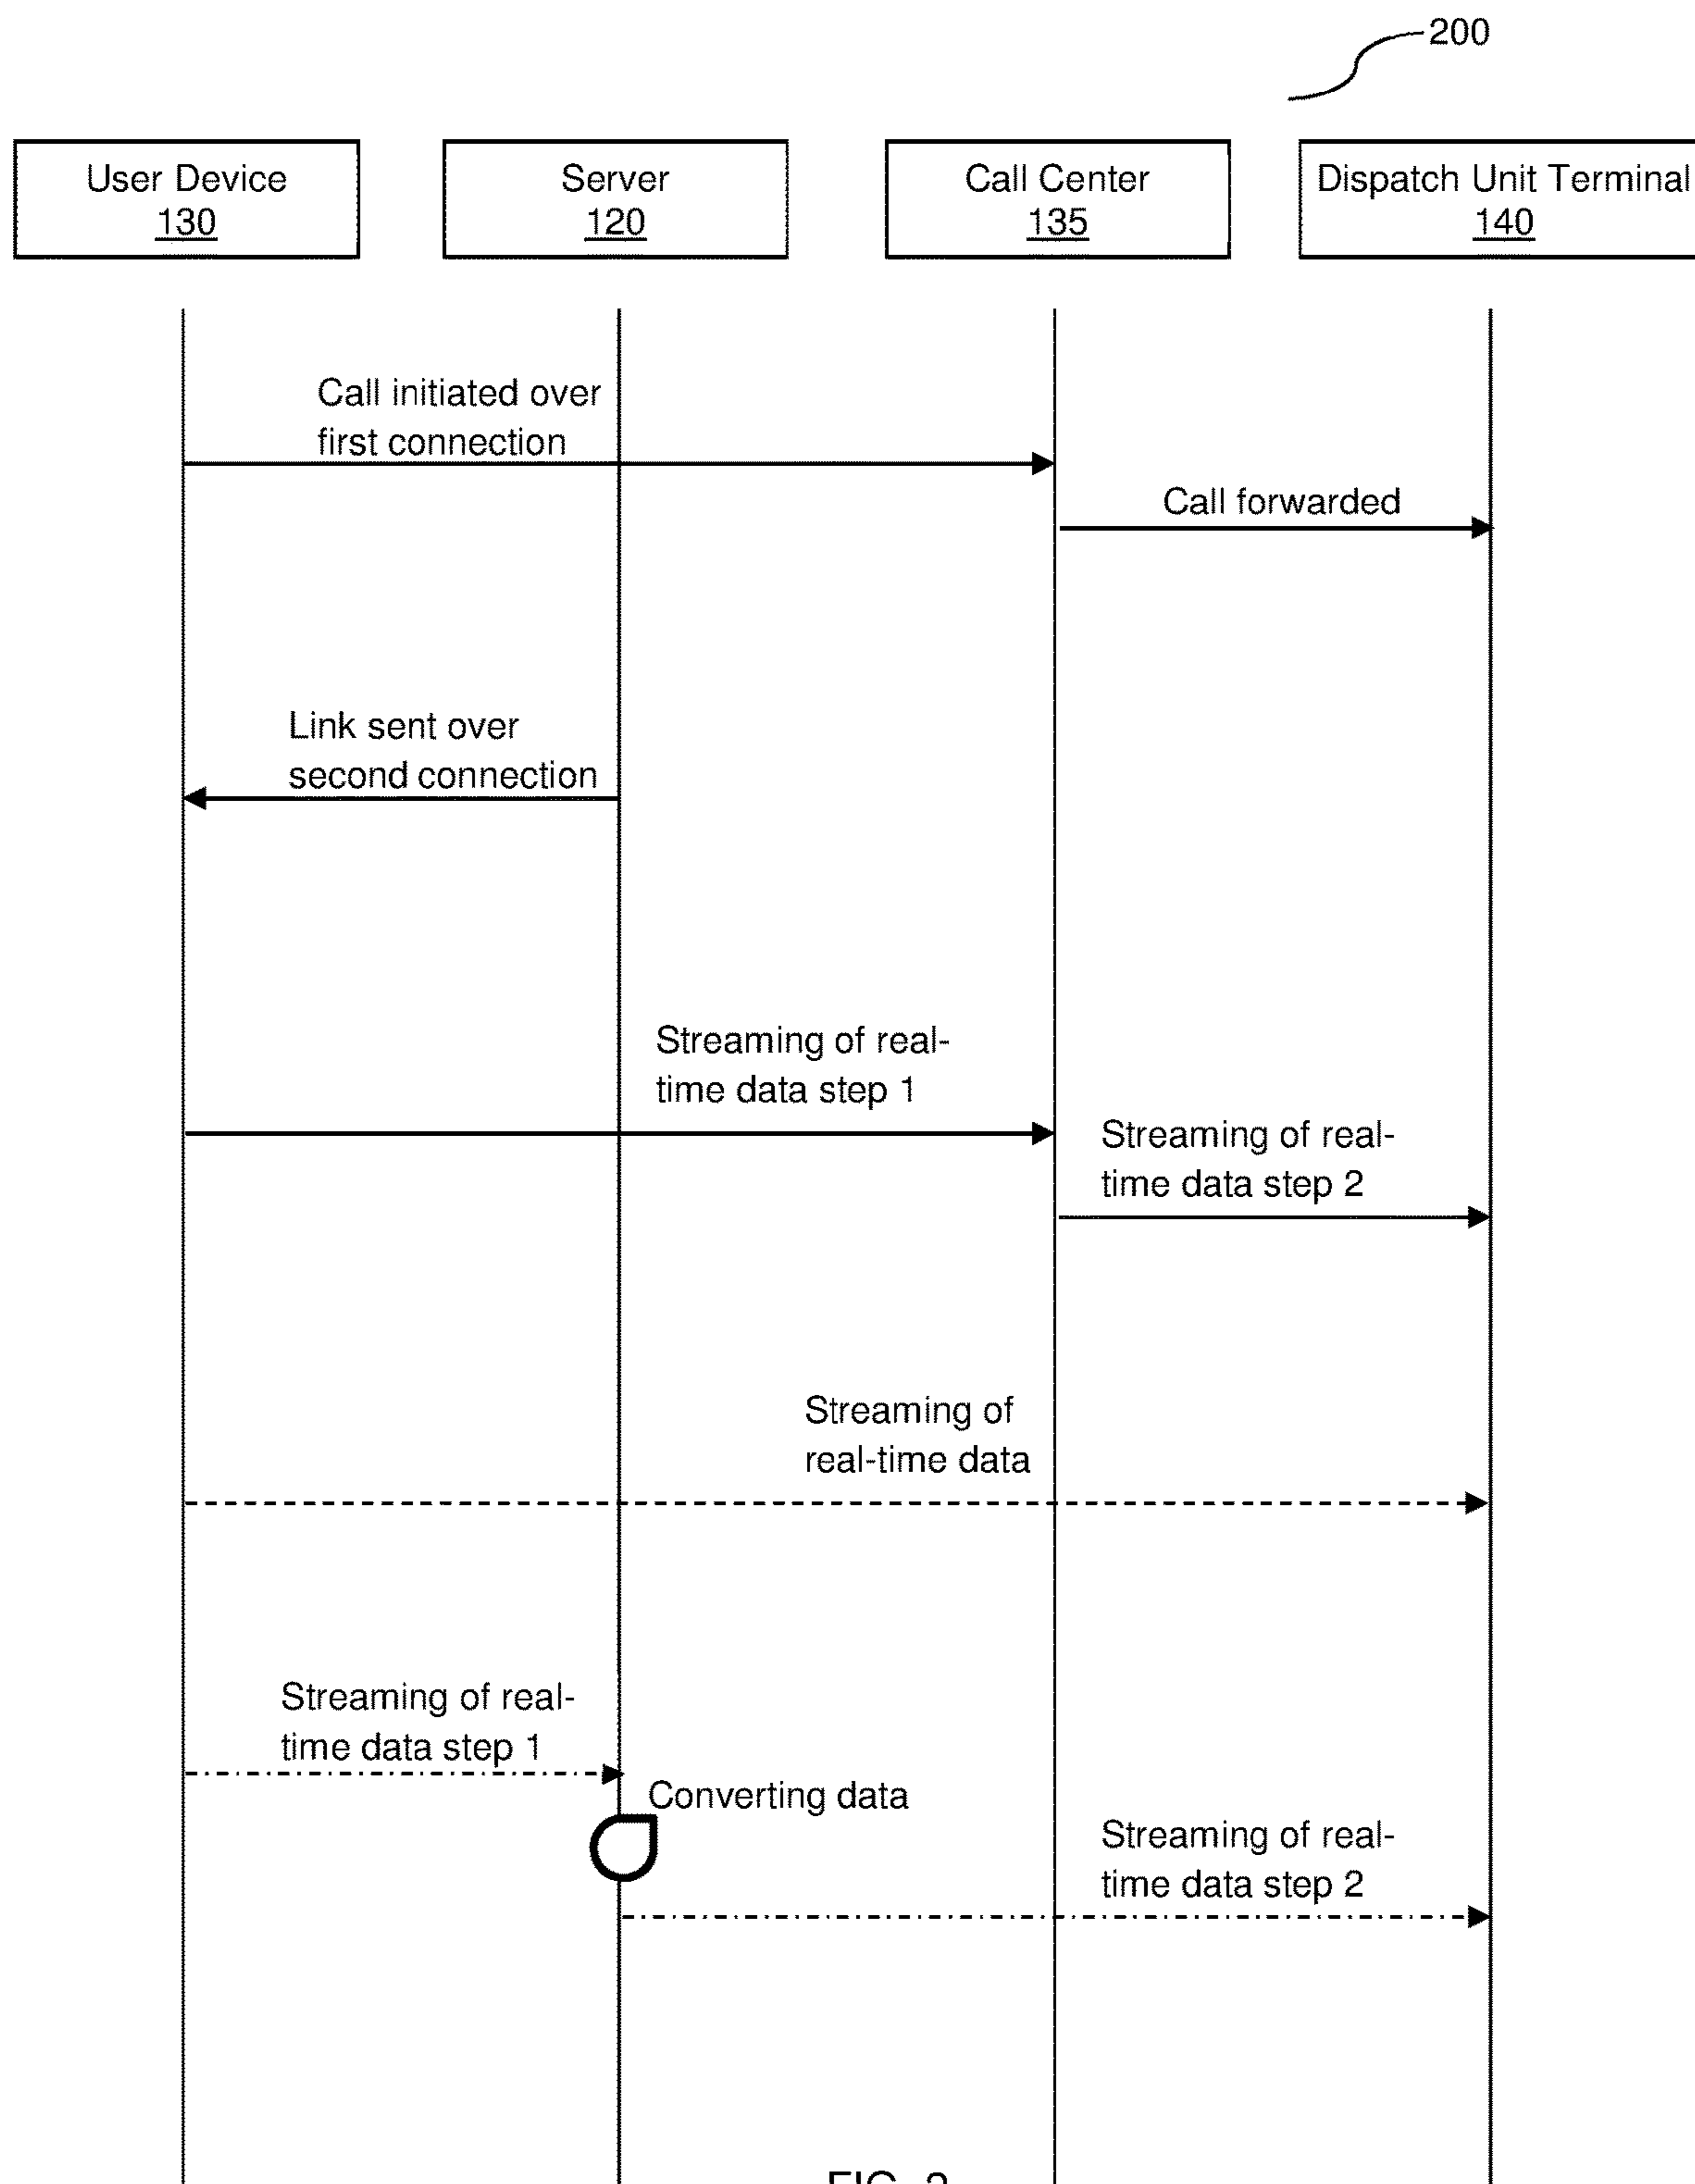 200
User Device
130
Server
120
Call Center
135
Dispatch Unit Terminal
140
Call initiated over
first connection
Call forwarded
Link sent over
second connection
Streaming of real-
time data step 1
Streaming of real-
time data step 2
Streaming of
real-time data
Streaming of real-
time data step 1
Converting data
Streaming of real-
time data step 2
FIG. 2